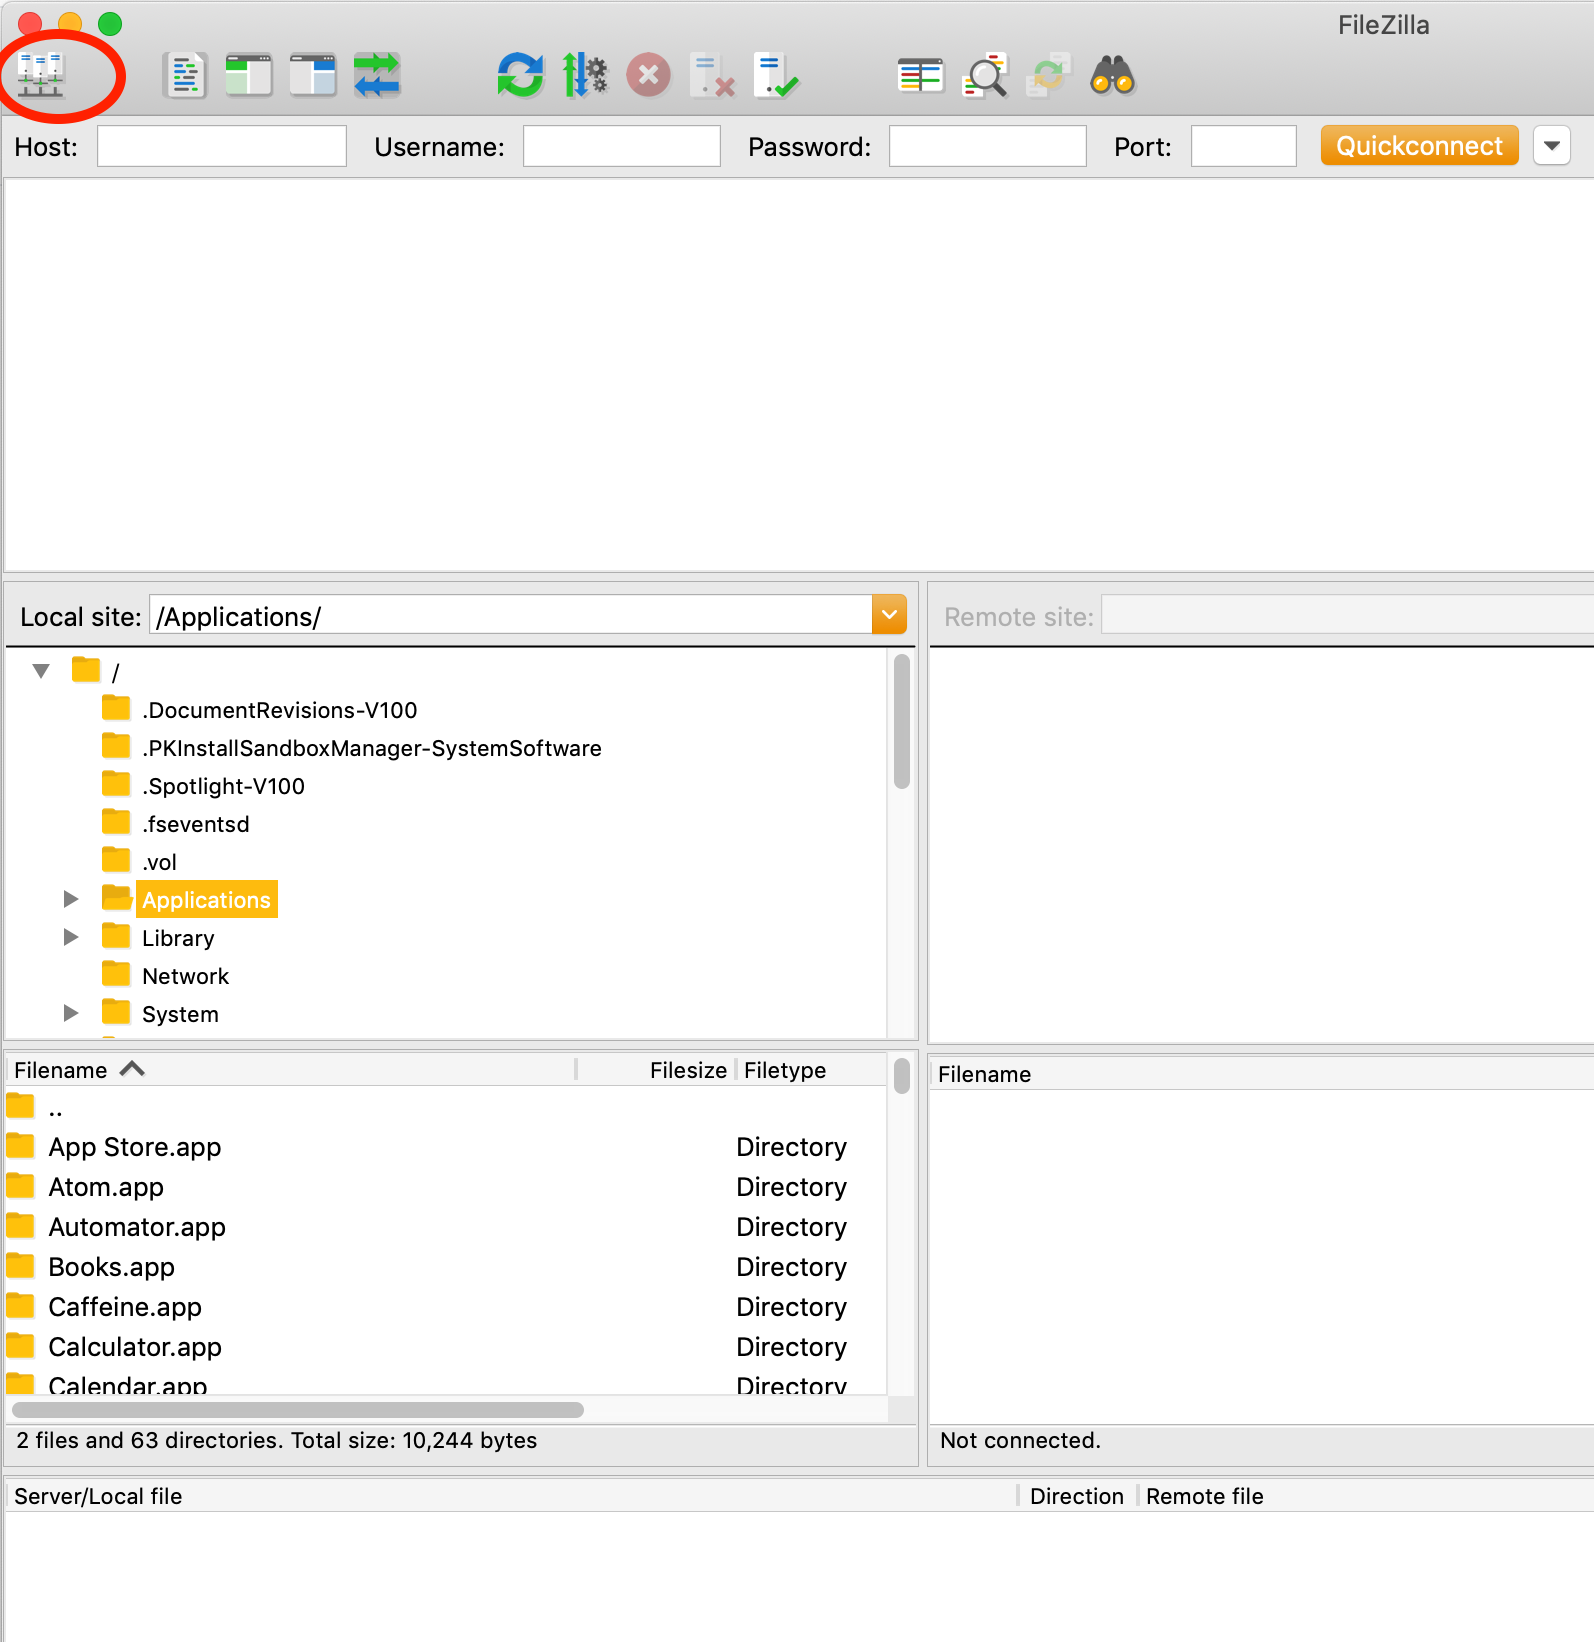 FileZilla
Host: Username: Password: Port: Quickconnect
Local site: /Applications/
Remote site:
/
.DocumentRevisions-V100
.PKInstallSandboxManager-SystemSoftware
.Spotlight-V100
.fseventsd
.vol
Applications
Library
Network
System
Filename Filesize Filetype
Filename
..
App Store.app Directory
Atom.app Directory
Automator.app Directory
Books.app Directory
Caffeine.app Directory
Calculator.app Directory
Calendar.app Directory
2 files and 63 directories. Total size: 10,244 bytes
Not connected.
Server/Local file Direction Remote file